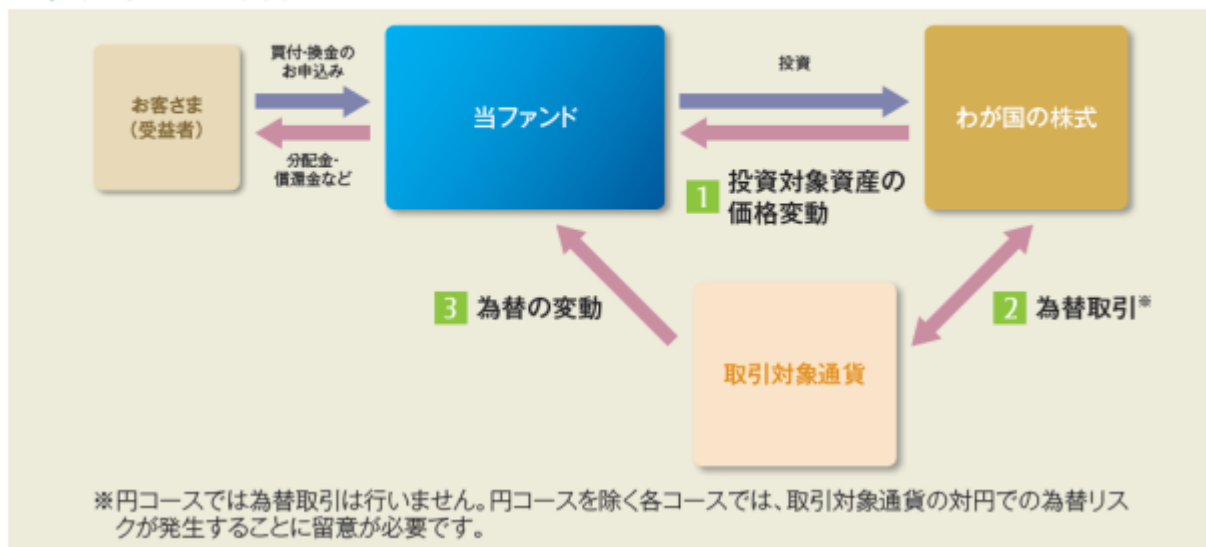 買付・換金の
お申込み
投資
お客さま
（受益者）
当ファンド
わが国の株式
分配金・
償還金など
1 投資対象資産の
価格変動
3 為替の変動
2 為替取引※
取引対象通貨
※円コースでは為替取引は行いません。円コースを除く各コースでは、取引対象通貨の対円での為替リス
クが発生することに留意が必要です。